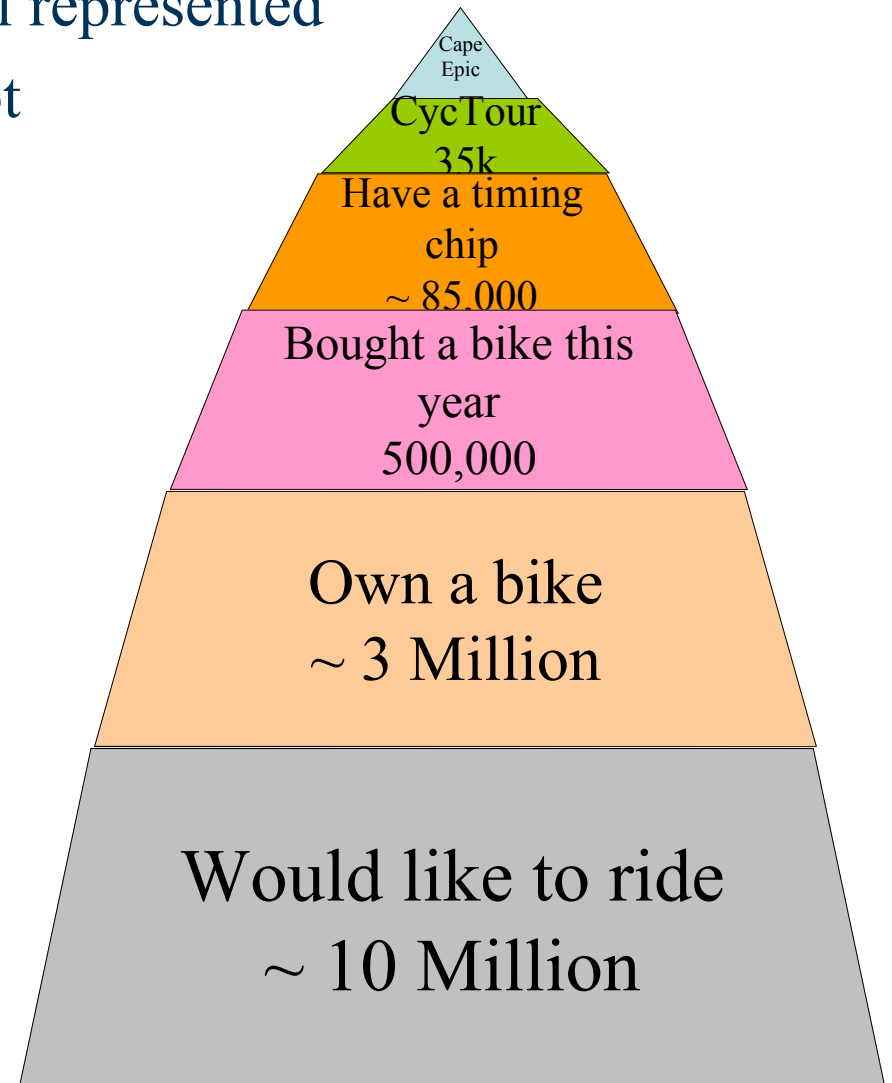 represented
Cape
Epic
CycTour
35k
Have a timing
chip
~ 85,000
Bought a bike this
year
500,000
Own a bike
~ 3 Million
Would like to ride
~ 10 Million